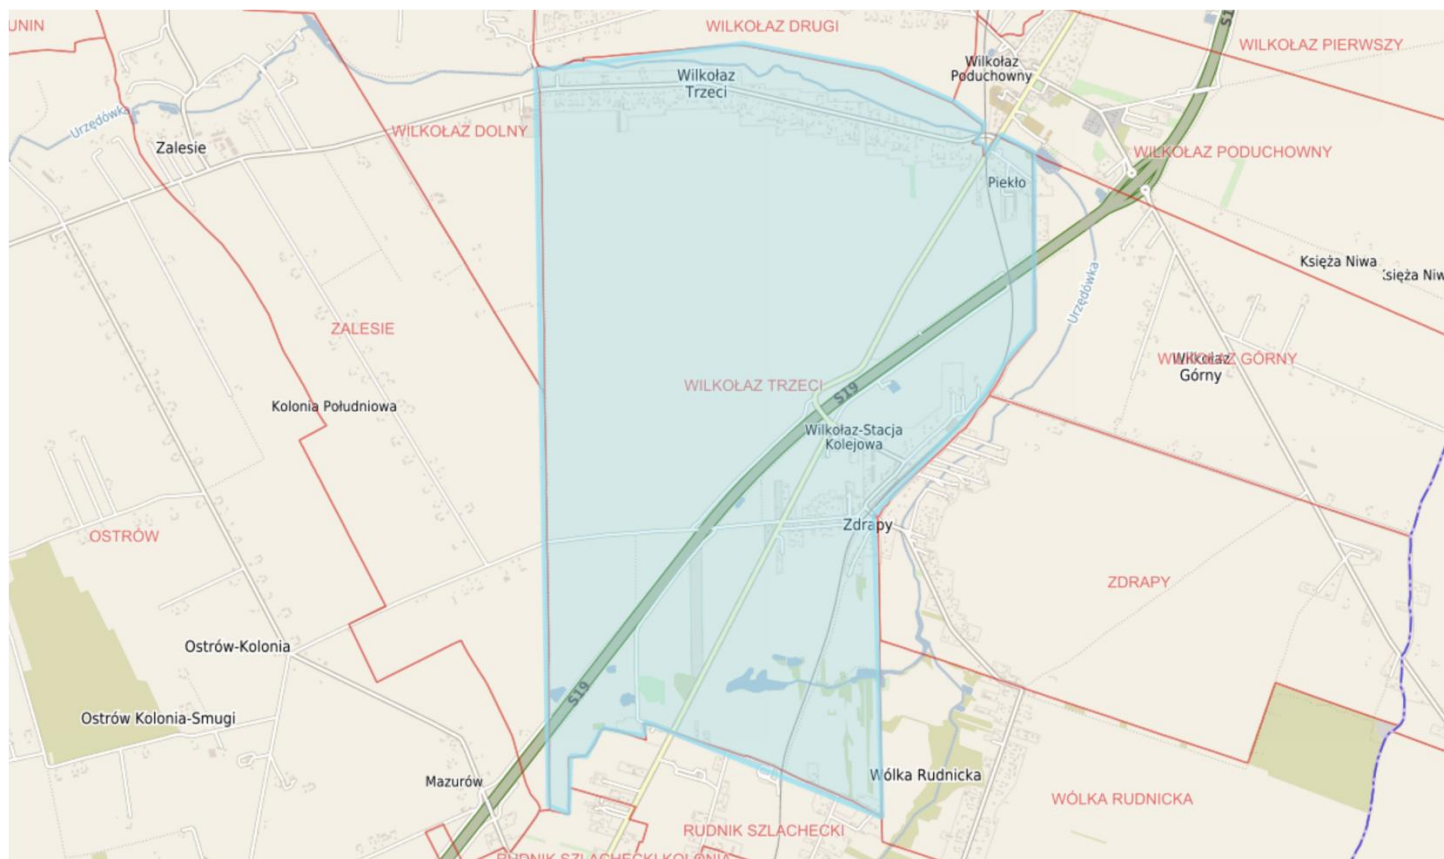 UNIN
WILKOŁAZ DRUGI
S1
WILKOŁAZ PIERWSZY
Wilkołaz
Poduchowny
Wilkołaz
Trzeci
Urzędówka
WILKOŁAZ DOLNY
Zalesie
WILKOŁAZ PODUCHOWNY
Piekło
Księża Niwa
Księża Niw
Urzędówka
ZALESIE
WILKOŁAZ GÓRNY
Wilkołaz
Górny
WILKOŁAZ TRZECI
S19
Kolonia Południowa
Wilkołaz-Stacja
Kolejowa
Zdrapy
OSTRÓW
ZDRAPY
Ostrów-Kolonia
S19
Ostrów Kolonia-Smugi
Mazurów
Wólka Rudnicka
WÓLKA RUDNICKA
RUDNIK SZLACHECKI
RUDNIK SZLACHECKI KOLONIA